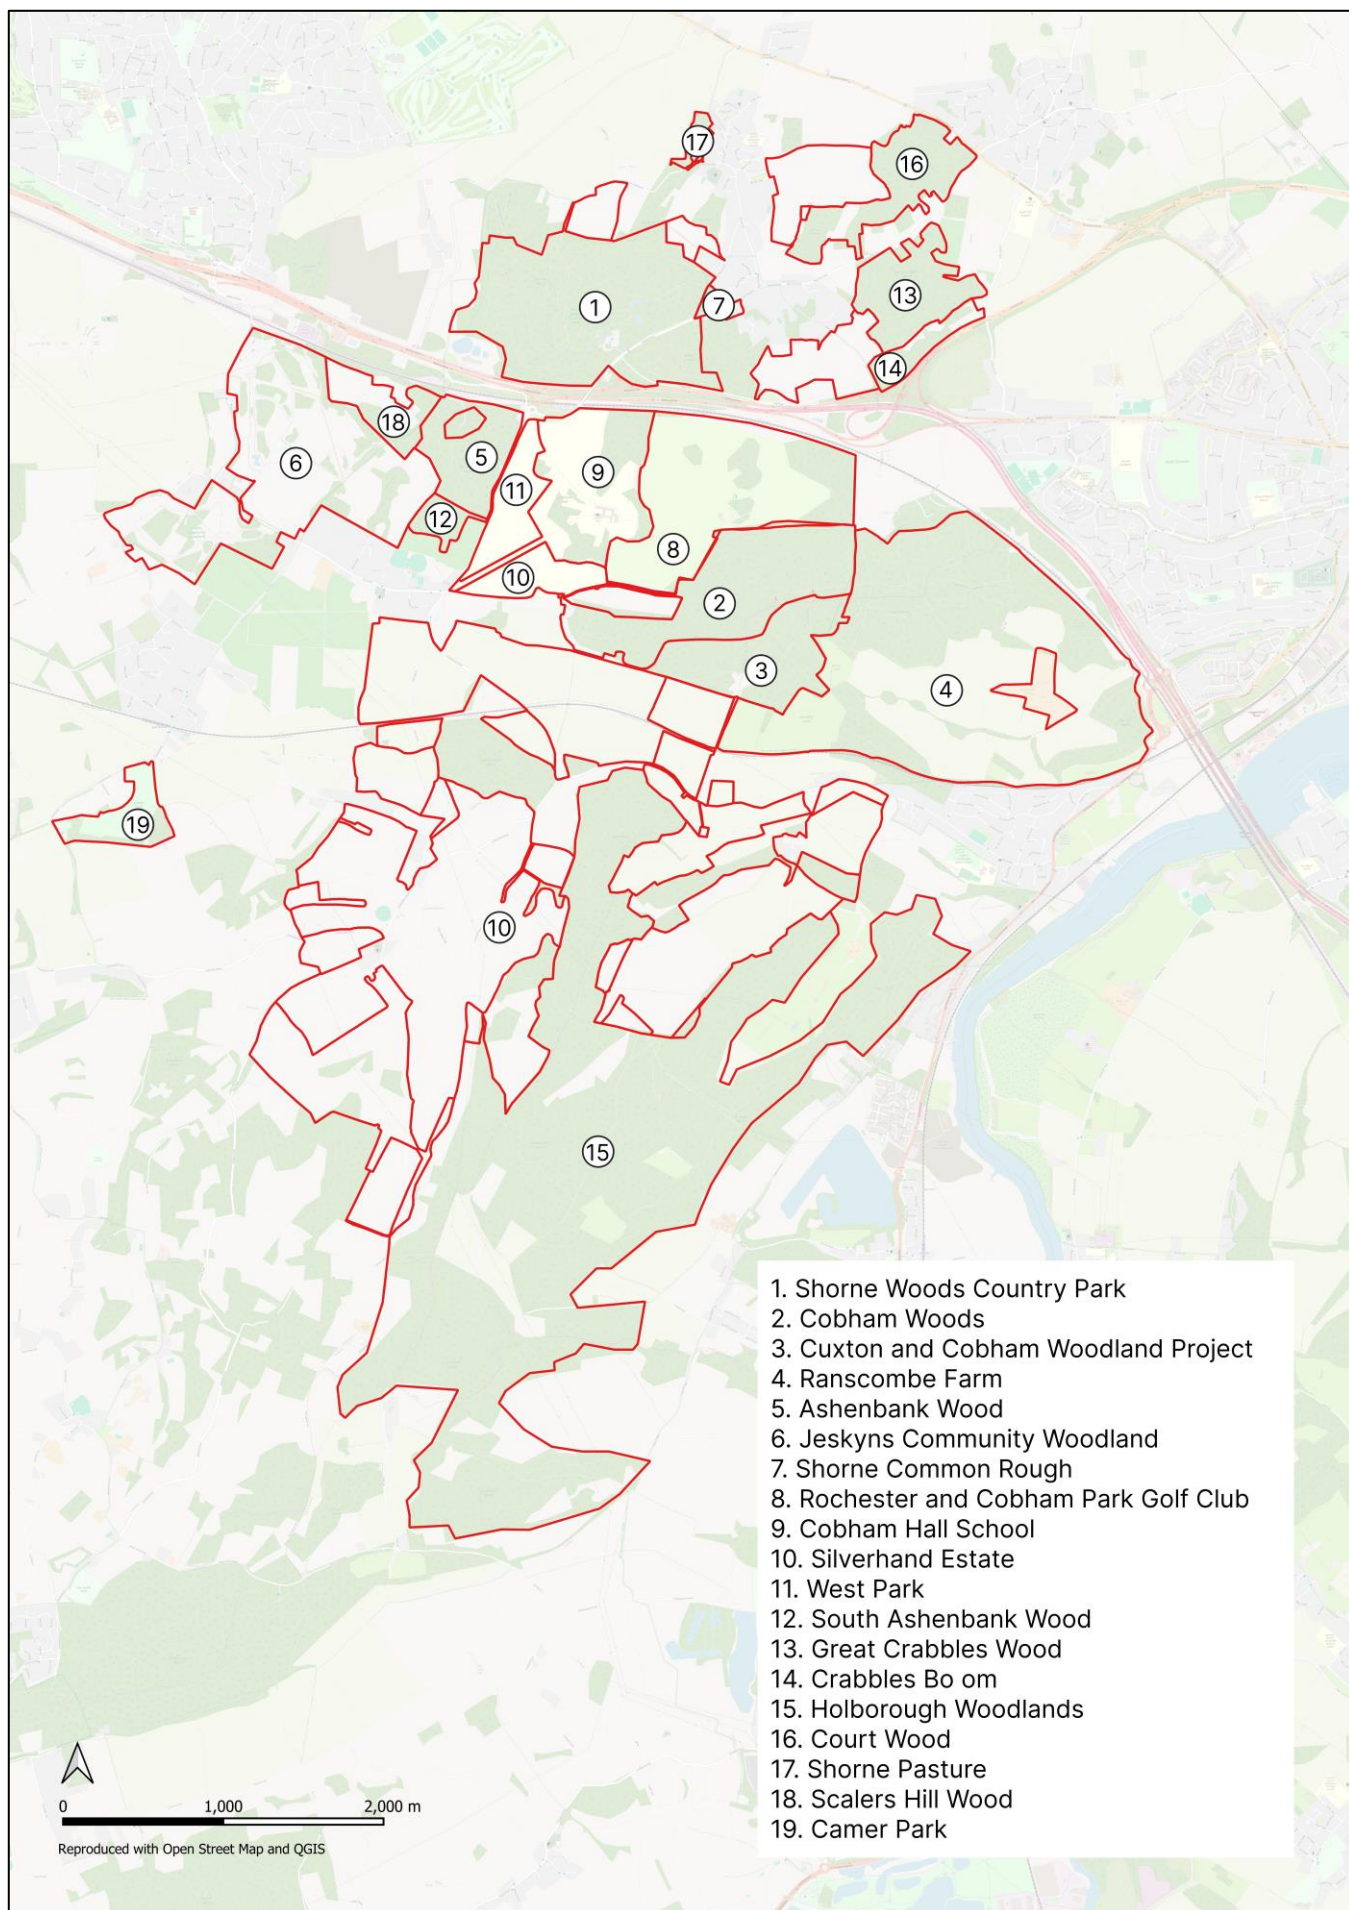 17
16
1
7
13
14
18
5
9
6
11
12
8
10
2
3
4
19
10
15
1. Shorne Woods Country Park
2. Cobham Woods
3. Cuxton and Cobham Woodland Project
4. Ranscombe Farm
5. Ashenbank Wood
6. Jeskyns Community Woodland
7. Shorne Common Rough
8. Rochester and Cobham Park Golf Club
9. Cobham Hall School
10. Silverhand Estate
11. West Park
12. South Ashenbank Wood
13. Great Crabbles Wood
14. Crabbles Bo om
15. Holborough Woodlands
16. Court Wood
17. Shorne Pasture
18. Scalers Hill Wood
19. Camer Park
0 1,000 2,000 m
Reproduced with Open Street Map and QGIS